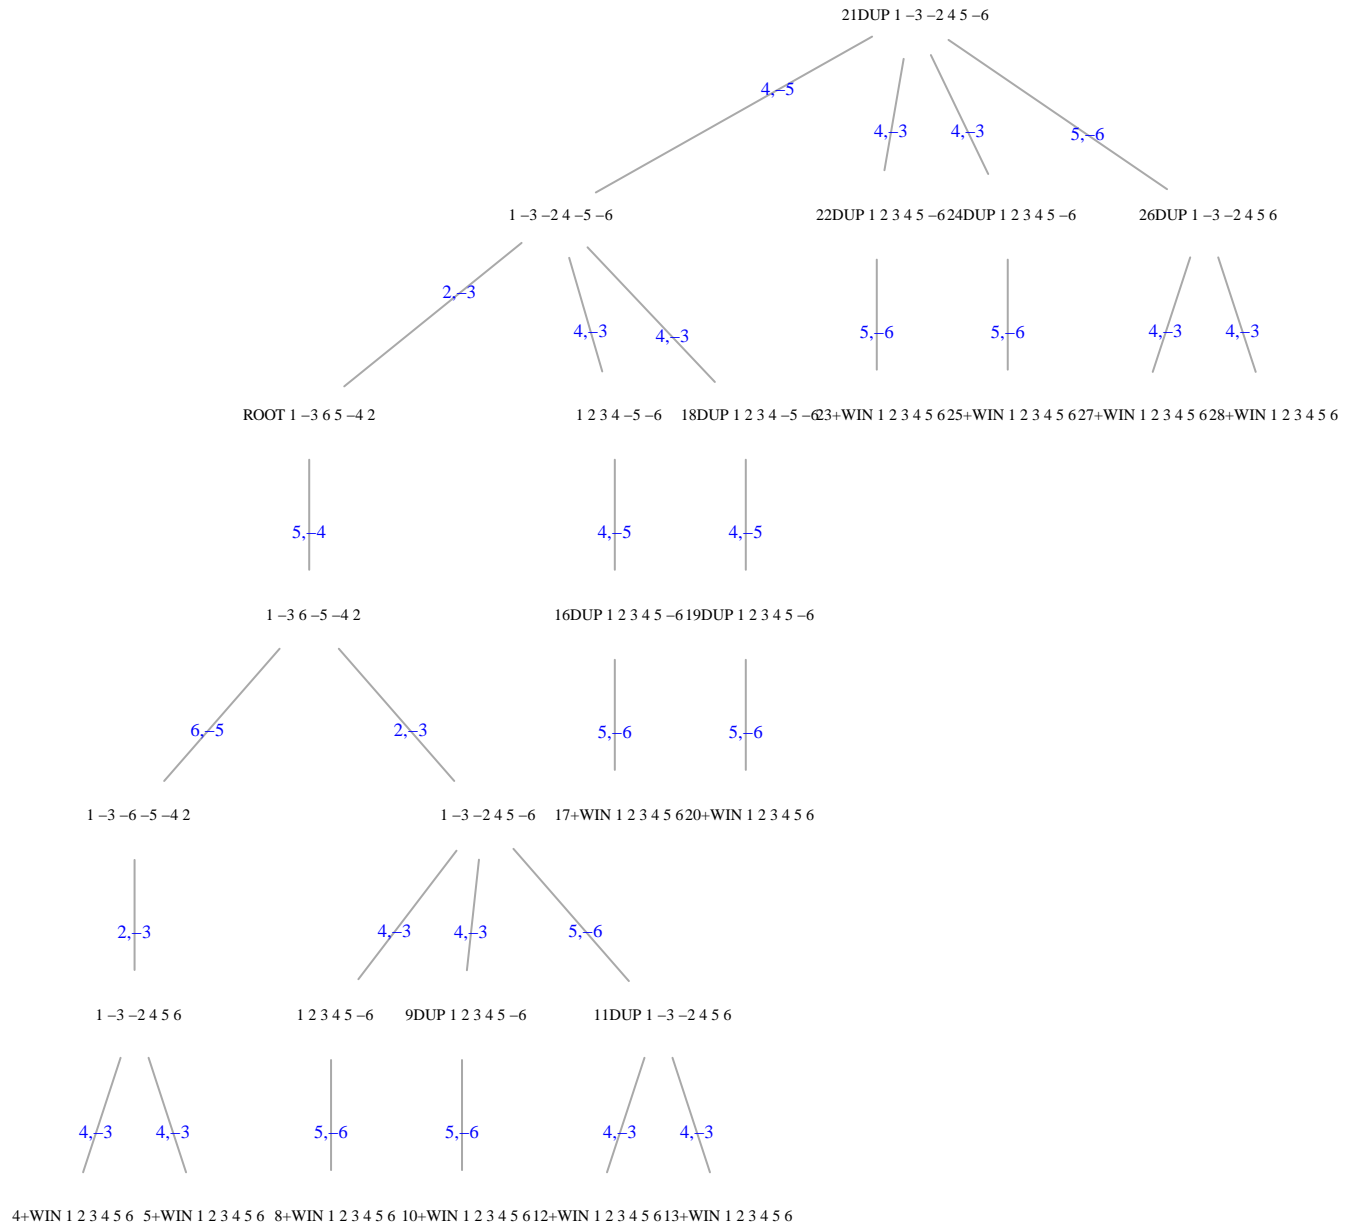 21DUP 1 −3 −2 4 5 −6
4,−5
4,−3 4,−3 5,−6
1 −3 −2 4 −5 −6 22DUP 1 2 3 4 5 −6 24DUP 1 2 3 4 5 −6 26DUP 1 −3 −2 4 5 6
2,−3 4,−3 4,−3 5,−6 5,−6 4,−3 4,−3
ROOT 1 −3 6 5 −4 2 1 2 3 4 −5 −6 18DUP 1 2 3 4 −5 −6 23+WIN 1 2 3 4 5 6 25+WIN 1 2 3 4 5 6 27+WIN 1 2 3 4 5 6 28+WIN 1 2 3 4 5 6
5,−4 4,−5 4,−5
1 −3 6 −5 −4 2 16DUP 1 2 3 4 5 −6 19DUP 1 2 3 4 5 −6
6,−5 2,−3 5,−6 5,−6
1 −3 −6 −5 −4 2 1 −3 −2 4 5 −6 17+WIN 1 2 3 4 5 6 20+WIN 1 2 3 4 5 6
2,−3 4,−3 4,−3 5,−6
1 −3 −2 4 5 6 1 2 3 4 5 −6 9DUP 1 2 3 4 5 −6 11DUP 1 −3 −2 4 5 6
4,−3 4,−3 5,−6 5,−6 4,−3 4,−3
4+WIN 1 2 3 4 5 6 5+WIN 1 2 3 4 5 6 8+WIN 1 2 3 4 5 6 10+WIN 1 2 3 4 5 6 12+WIN 1 2 3 4 5 6 13+WIN 1 2 3 4 5 6